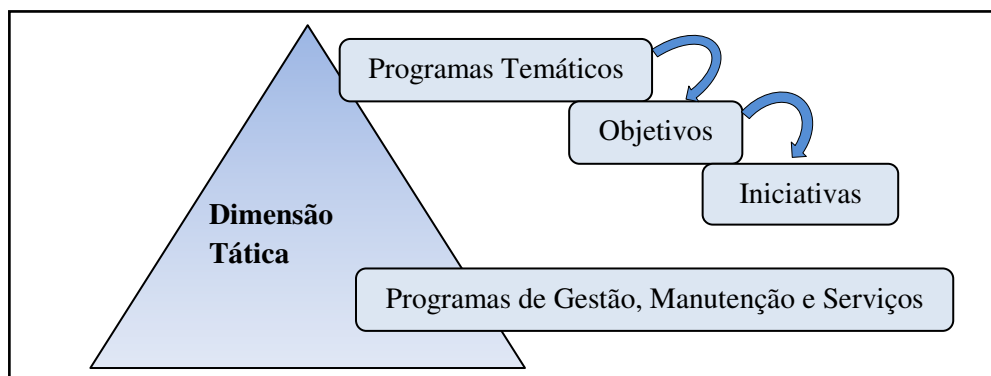 Programas Temáticos
Objetivos
Iniciativas
Dimensão
Tática
Programas de Gestão, Manutenção e Serviços